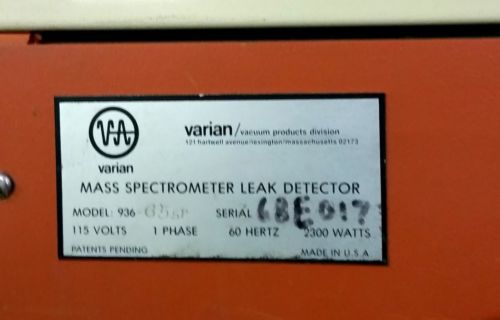 VA
varian
varian/vacuum products division
121 hartwell avenue/lexington/massachusetts 02173
MASS SPECTROMETER LEAK DETECTOR
MODEL: 936 SERIAL
115 VOLTS 1 PHASE 60 HERTZ 2300 WATTS
PATENTS PENDING MADE IN U.S.A